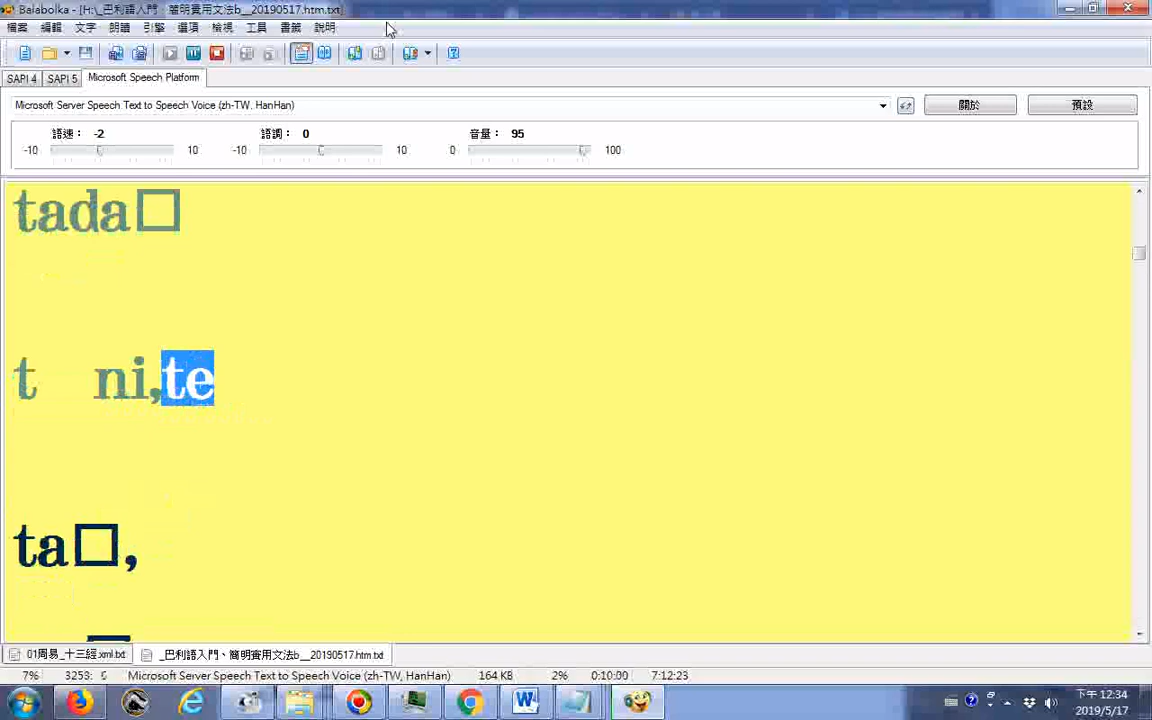 Balabolka - [H:\_巴利語入門、簡明實用文法b__20190517.htm.txt]
檔案 編輯 文字 朗讀 引擎 選項 檢視 工具 書籤 說明
SAPI 4 SAPI 5 Microsoft Speech Platform
Microsoft Server Speech Text to Speech Voice (zh-TW, HanHan) 關於 預設
語速： -2 語調： 0 音量： 95
-10 10 -10 10 0 100
tada□
t ni,te
ta□,
01周易_十三經.xml.txt _巴利語入門、簡明實用文法b__20190517.htm.txt
7% 3253: Microsoft Server Speech Text to Speech Voice (zh-TW, HanHan) 164 KB 2% 0:10:00 7:12:23
下午 12:34
2019/5/17